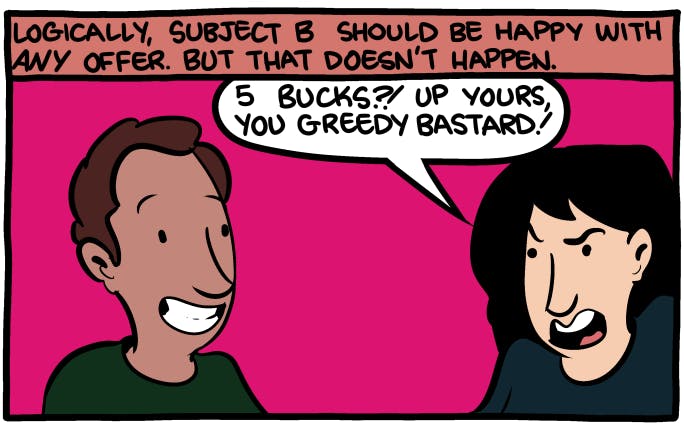 LOGICALLY, SUBJECT B SHOULD BE HAPPY WITH
ANY OFFER. BUT THAT DOESN'T HAPPEN.
5 BUCKS?! UP YOURS,
YOU GREEDY BASTARD!